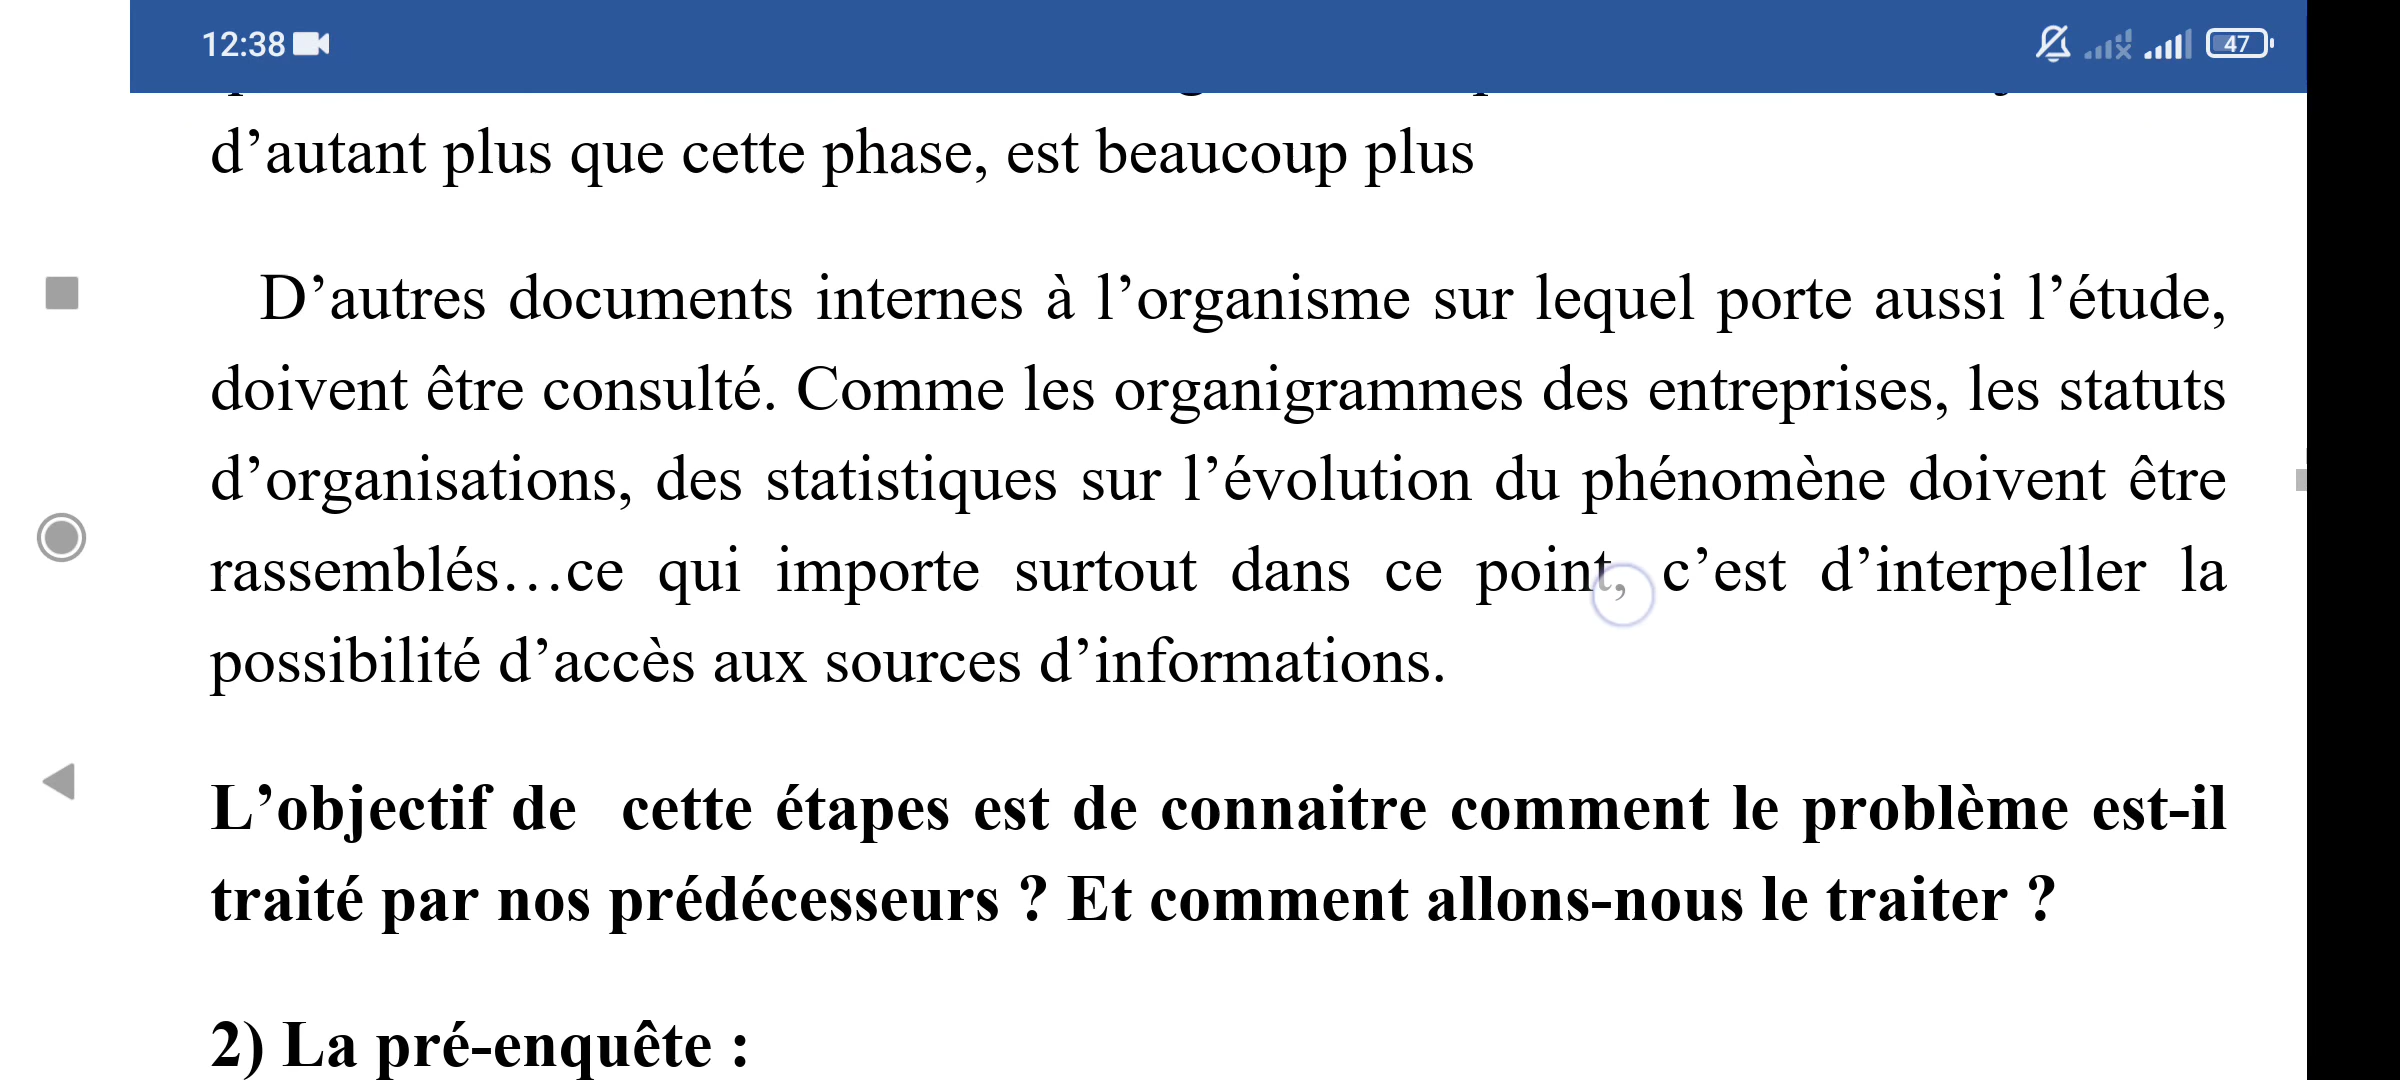 12:38
47
d’autant plus que cette phase, est beaucoup plus
D’autres documents internes à l’organisme sur lequel porte aussi l’étude,
doivent être consulté. Comme les organigrammes des entreprises, les statuts
d’organisations, des statistiques sur l’évolution du phénomène doivent être
rassemblés…ce qui importe surtout dans ce point, c’est d’interpeller la
possibilité d’accès aux sources d’informations.
L’objectif de  cette étapes est de connaitre comment le problème est-il
traité par nos prédécesseurs ? Et comment allons-nous le traiter ?
2) La pré-enquête :